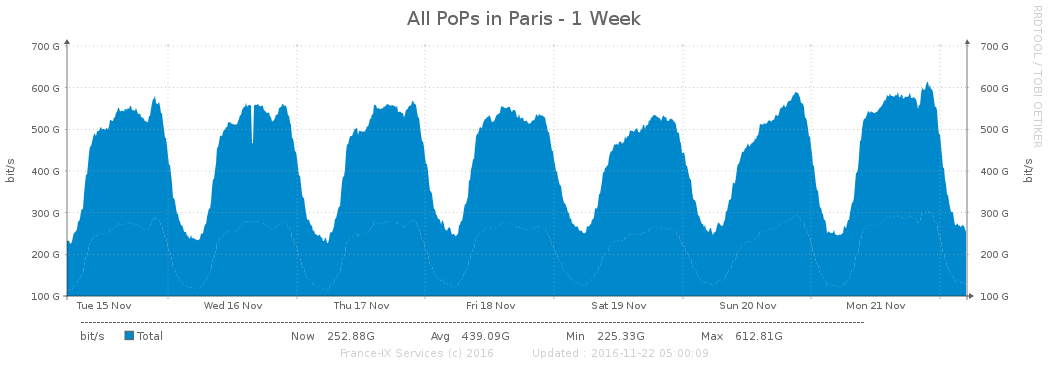 All PoPs in Paris - 1 Week
RRDTOOL / TOBI OETIKER
bit/s
700 G
600 G
500 G
400 G
300 G
200 G
100 G
700 G
600 G
500 G
400 G
300 G
200 G
100 G
bit/s
Tue 15 Nov Wed 16 Nov Thu 17 Nov Fri 18 Nov Sat 19 Nov Sun 20 Nov Mon 21 Nov
bit/s Total Now 252.88G Avg 439.09G Min 225.33G Max 612.81G
France-IX Services (c) 2016 Updated : 2016-11-22 05:00:09